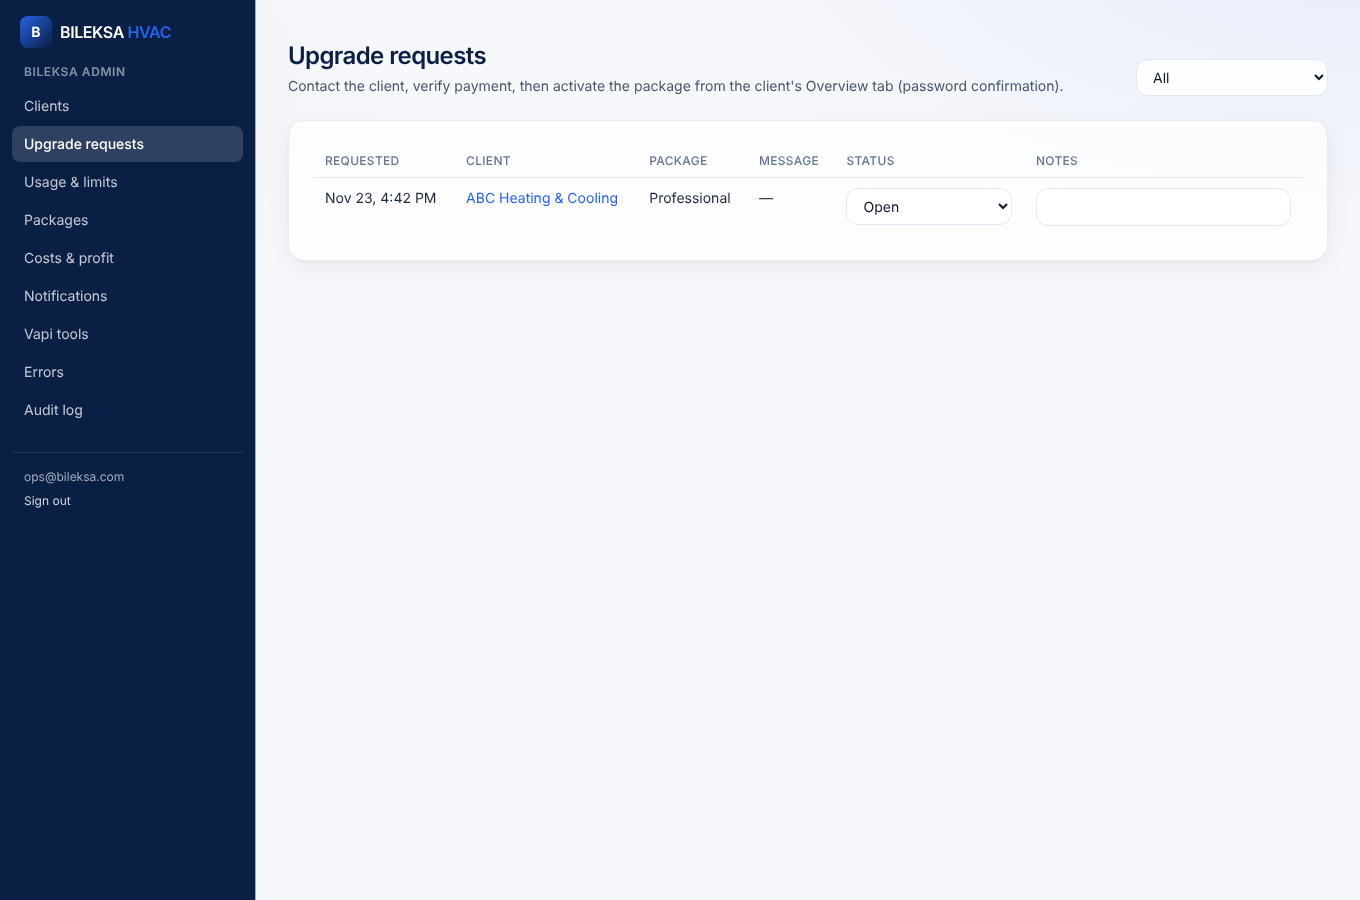 B BILEKSA HVAC
BILEKSA ADMIN
Clients
Upgrade requests
Usage & limits
Packages
Costs & profit
Notifications
Vapi tools
Errors
Audit log
ops@bileksa.com
Sign out
Upgrade requests
Contact the client, verify payment, then activate the package from the client's Overview tab (password confirmation).
All
REQUESTED CLIENT PACKAGE MESSAGE STATUS NOTES
Nov 23, 4:42 PM ABC Heating & Cooling Professional — Open